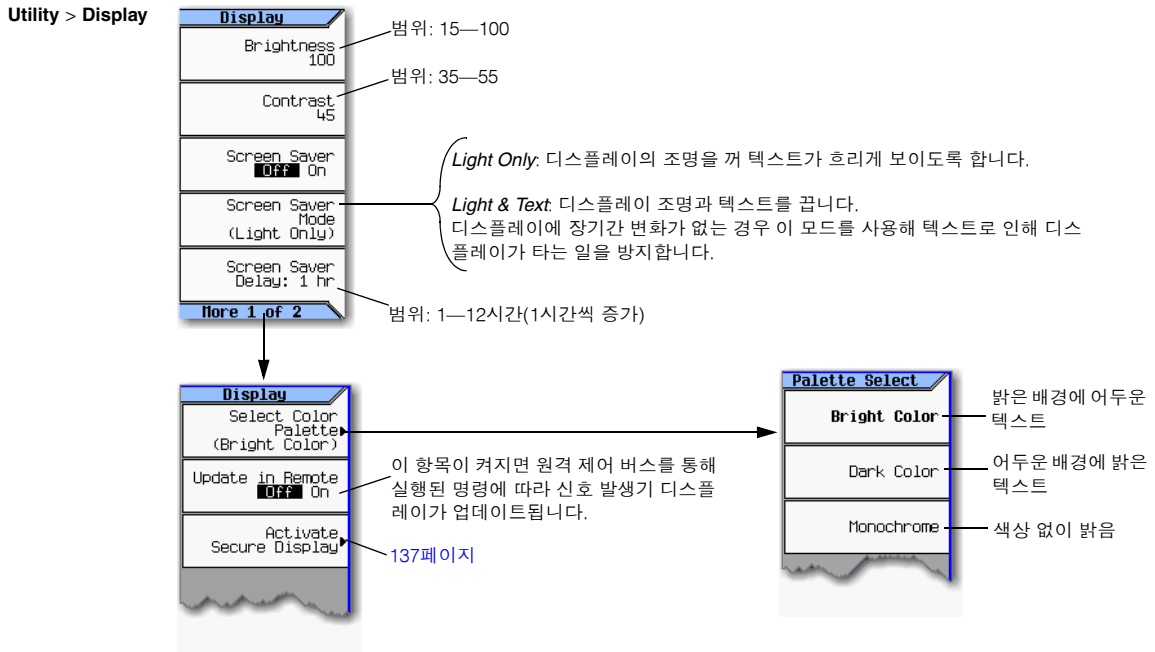 Utility > Display
Display
Brightness
100
Contrast
45
Screen Saver
Off On
Screen Saver
Mode
(Light Only)
Screen Saver
Delay: 1 hr
More 1 of 2
범위: 15—100
범위: 35—55
Light Only: 디스플레이의 조명을 꺼 텍스트가 흐리게 보이도록 합니다.
Light & Text: 디스플레이 조명과 텍스트를 끕니다.
디스플레이에 장기간 변화가 없는 경우 이 모드를 사용해 텍스트로 인해 디스
플레이가 타는 일을 방지합니다.
범위: 1—12시간(1시간씩 증가)
Display
Select Color
Palette
(Bright Color)
Update in Remote
Off On
Activate
Secure Display
이 항목이 켜지면 원격 제어 버스를 통해
실행된 명령에 따라 신호 발생기 디스플
레이가 업데이트됩니다.
137페이지
Palette Select
Bright Color
Dark Color
Monochrome
밝은 배경에 어두운
텍스트
어두운 배경에 밝은
텍스트
색상 없이 밝음